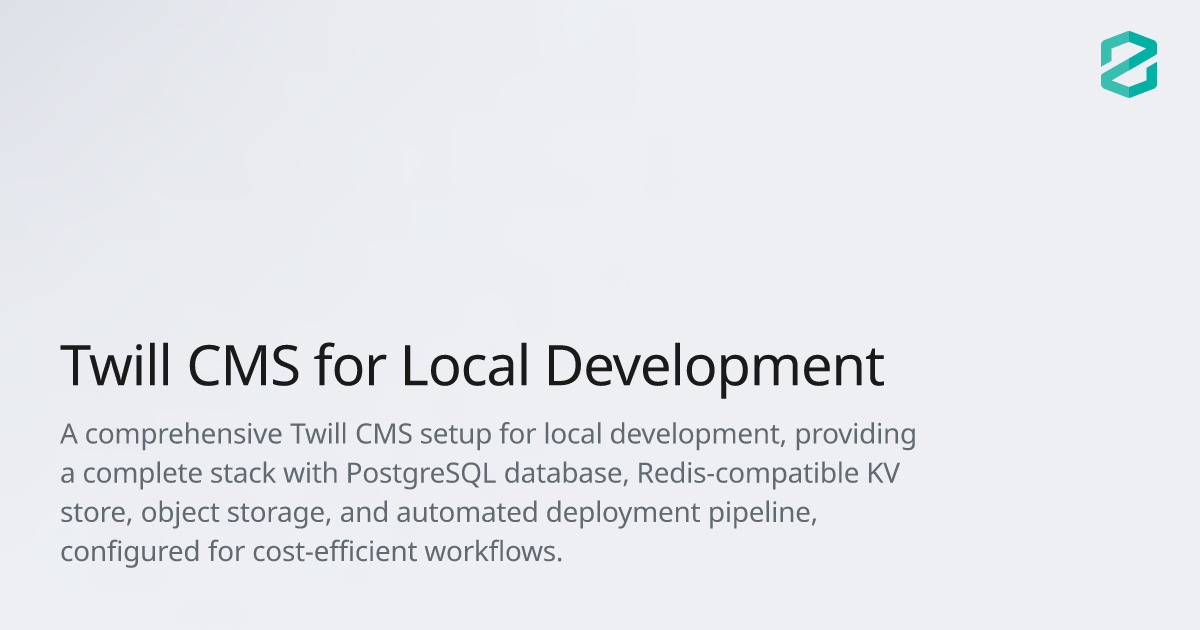 Twill CMS for Local Development
A comprehensive Twill CMS setup for local development, providing
a complete stack with PostgreSQL database, Redis-compatible KV
store, object storage, and automated deployment pipeline,
configured for cost-efficient workflows.